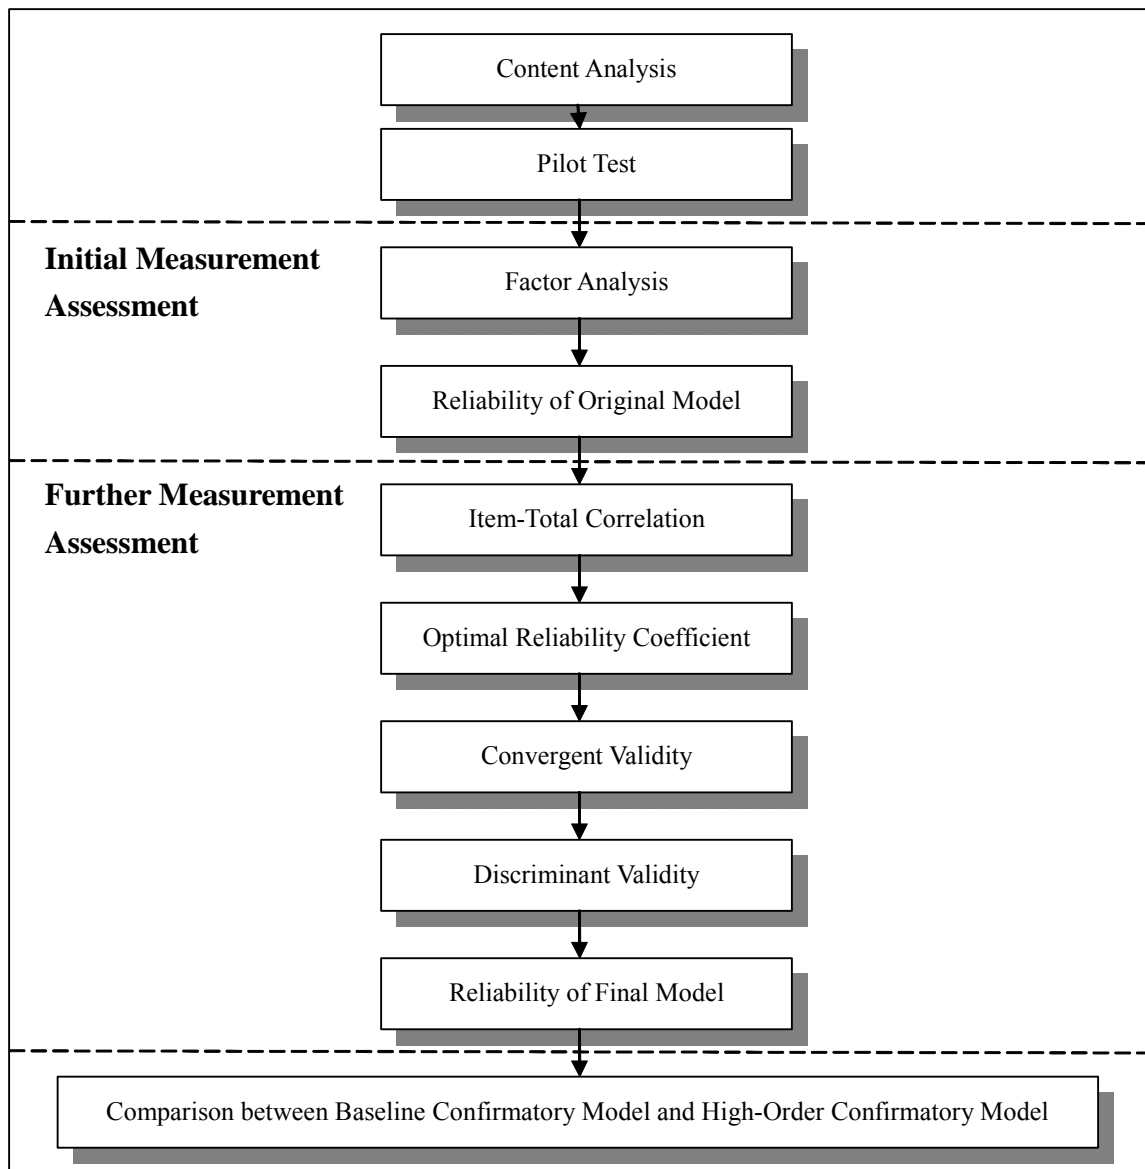 Content Analysis
Pilot Test
Initial Measurement
Assessment
Factor Analysis
Reliability of Original Model
Further Measurement
Assessment
Item-Total Correlation
Optimal Reliability Coefficient
Convergent Validity
Discriminant Validity
Reliability of Final Model
Comparison between Baseline Confirmatory Model and High-Order Confirmatory Model